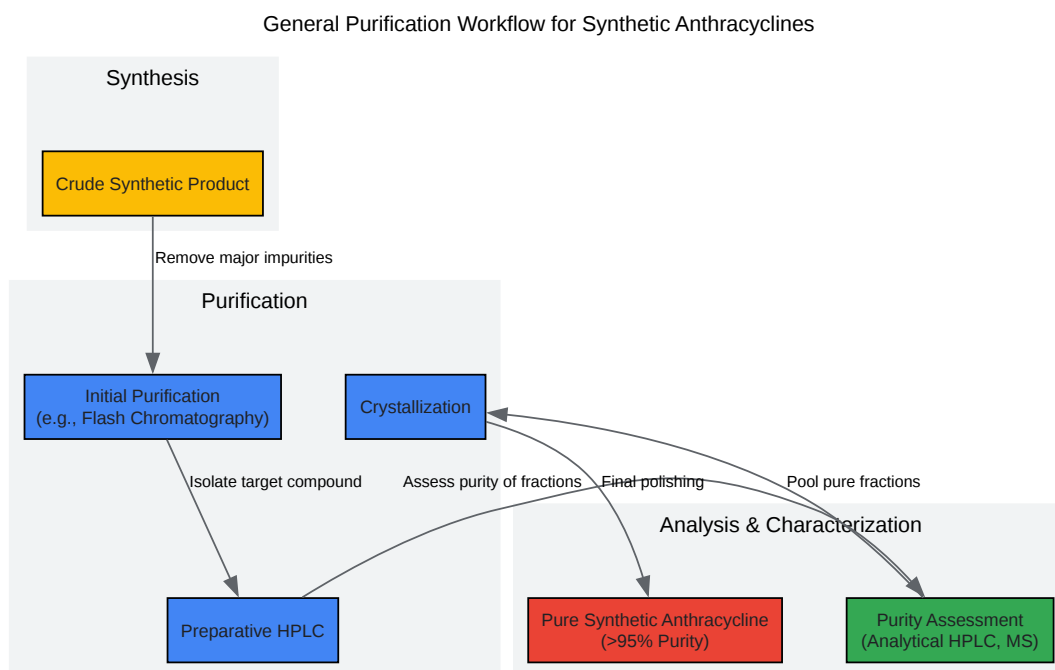 General Purification Workflow for Synthetic Anthracyclines
Synthesis
Crude Synthetic Product
Remove major impurities
Purification
Initial Purification
(e.g., Flash Chromatography)
Crystallization
Isolate target compound
Assess purity of fractions
Final polishing
Pool pure fractions
Analysis & Characterization
Preparative HPLC
Pure Synthetic Anthracycline
(>95% Purity)
Purity Assessment
(Analytical HPLC, MS)